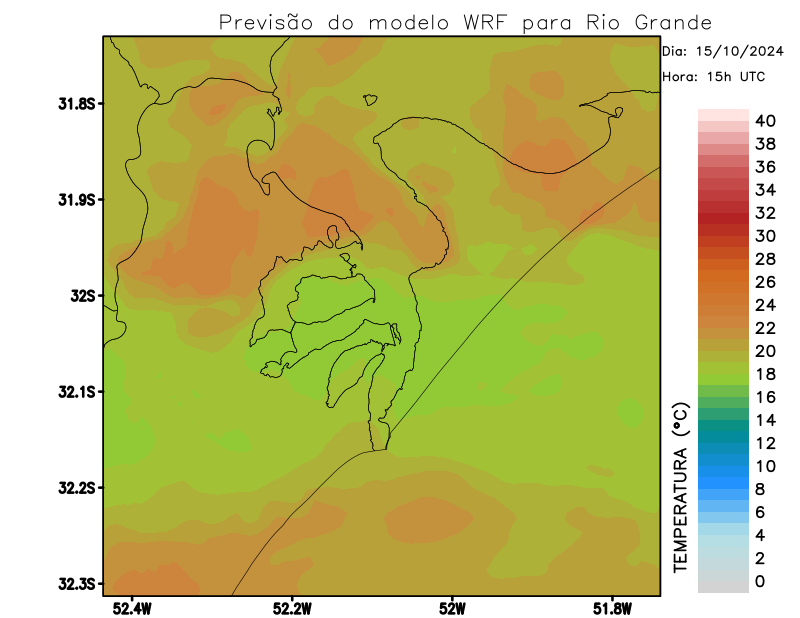 Previsão do modelo WRF para Rio Grande
Dia: 15/10/2024
Hora: 15h UTC
31.8S
31.9S
32S
32.1S
32.2S
32.3S
52.4W
52.2W
52W
51.8W
TEMPERATURA (°C)
40
38
36
34
32
30
28
26
24
22
20
18
16
14
12
10
8
6
4
2
0